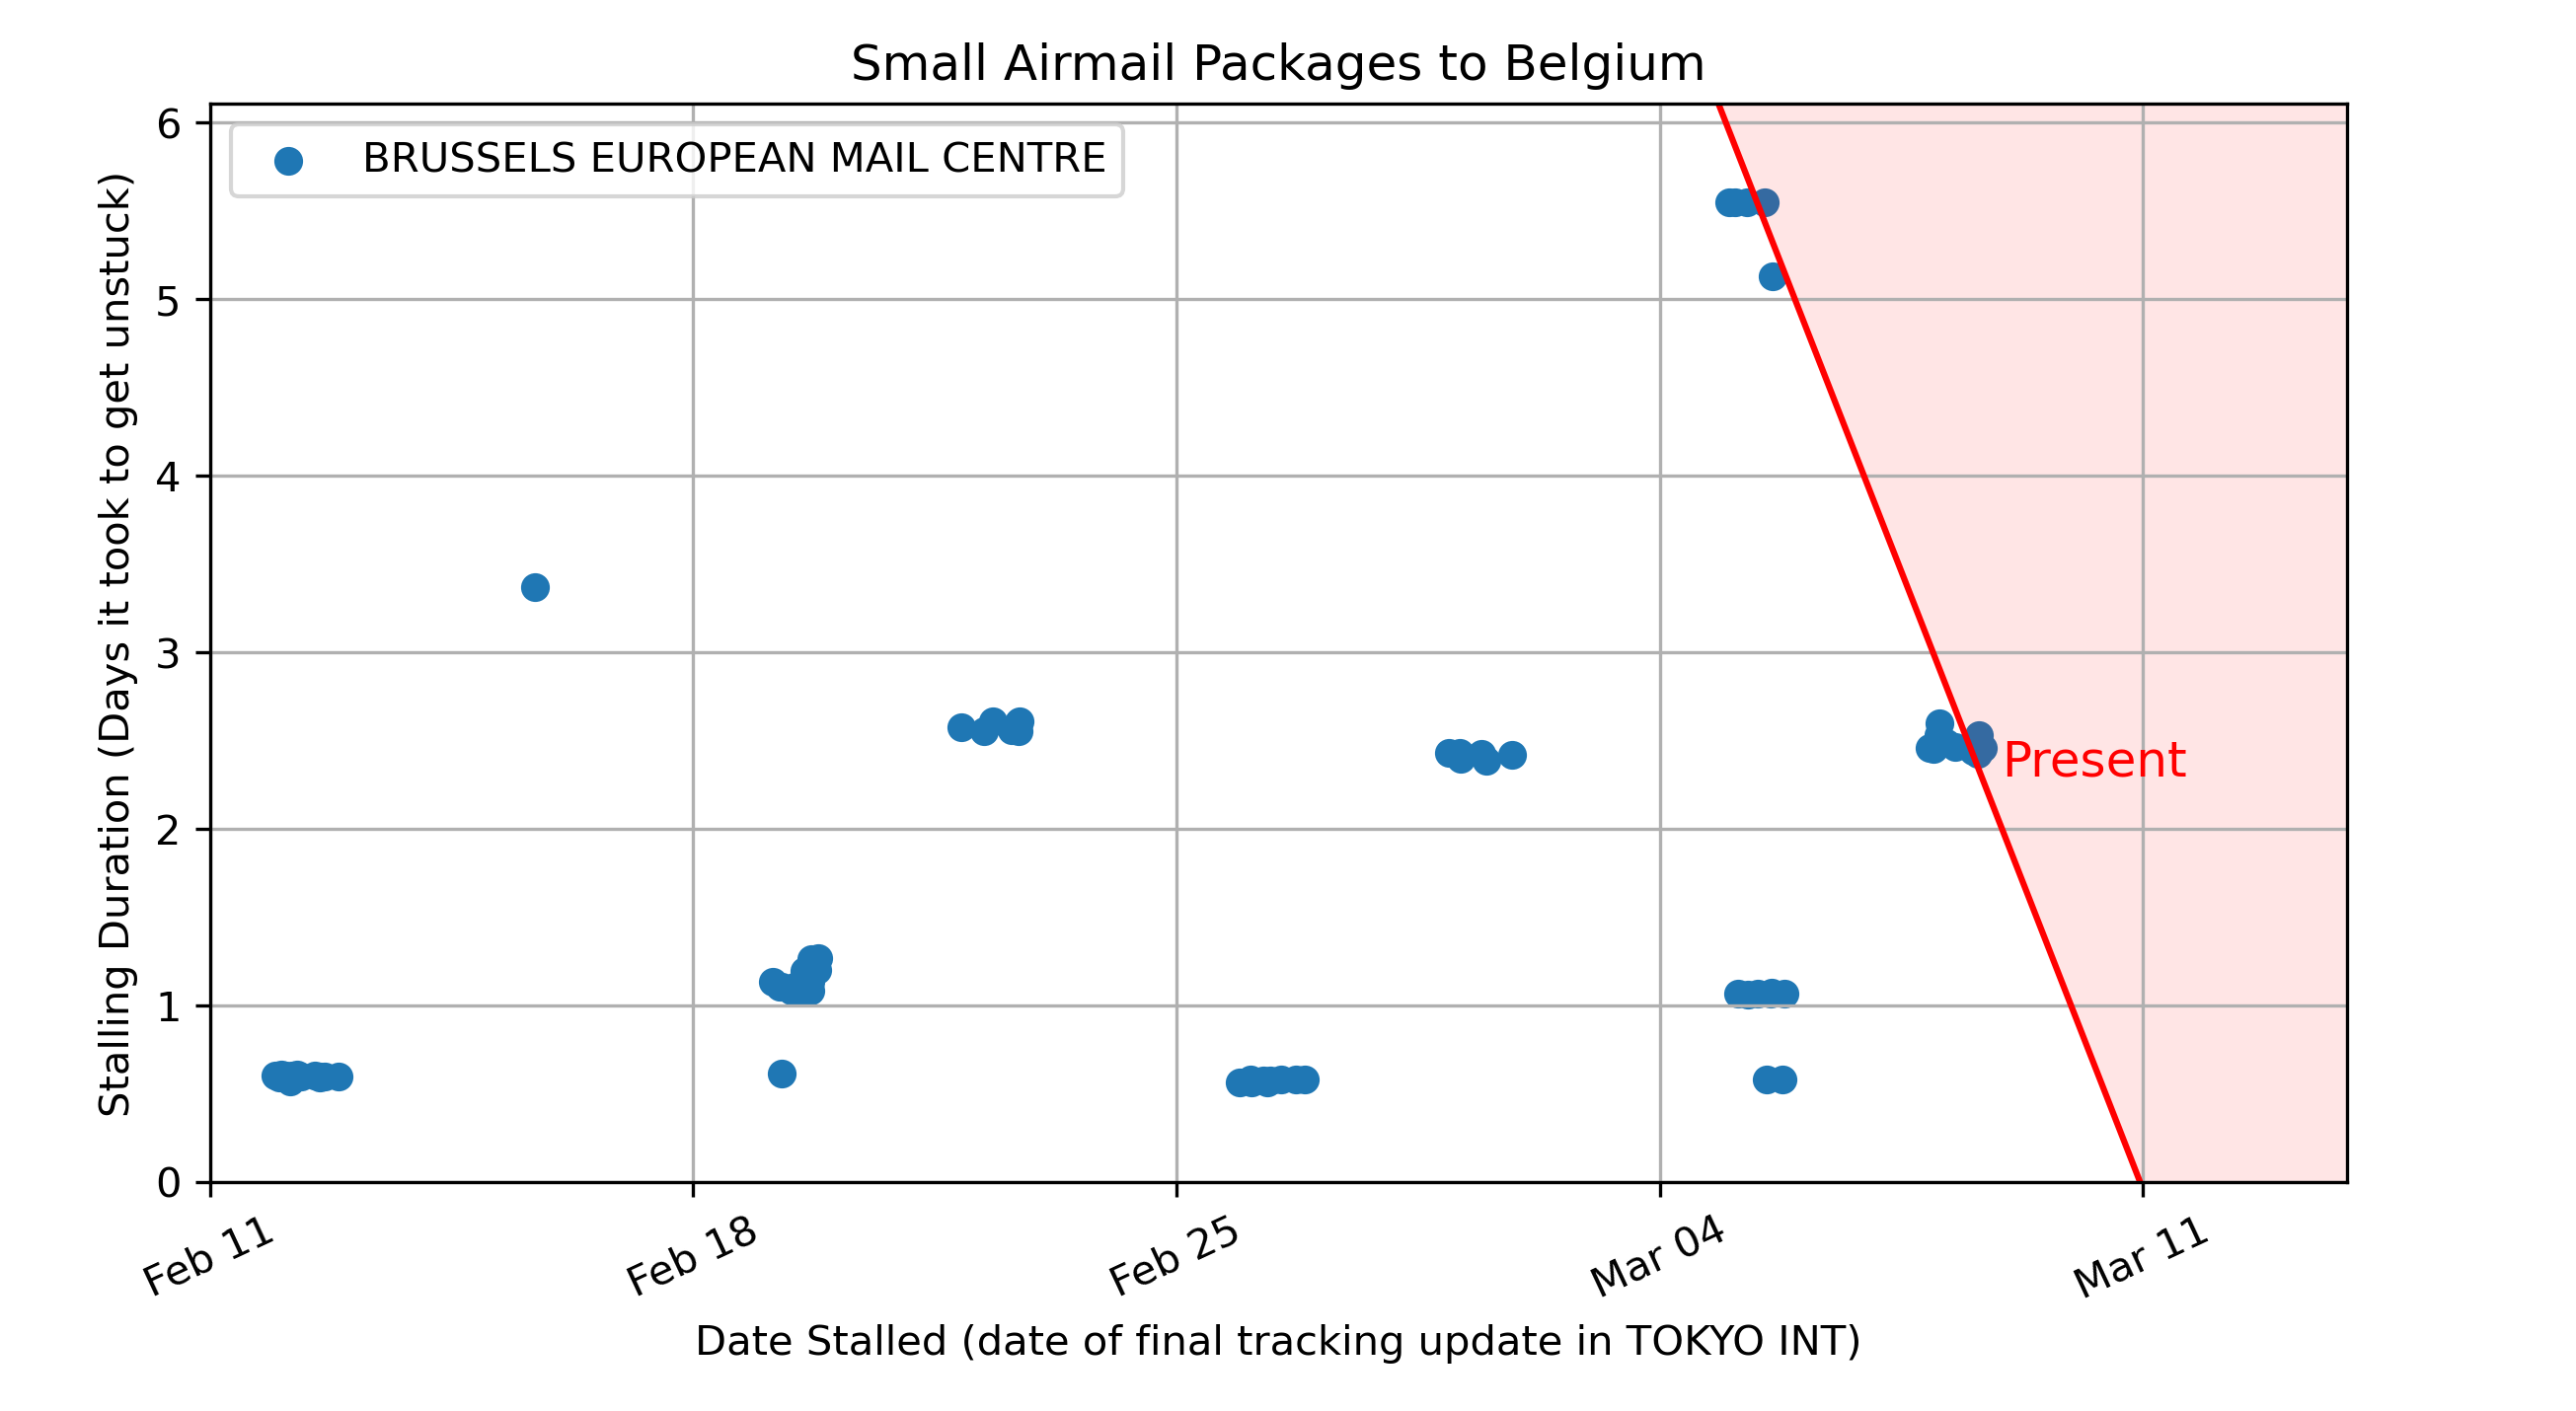 Small Airmail Packages to Belgium
BRUSSELS EUROPEAN MAIL CENTRE
Stalling Duration (Days it took to get unstuck)
6
5
4
3
2
1
0
Present
Feb 11
Feb 18
Feb 25
Mar 04
Mar 11
Date Stalled (date of final tracking update in TOKYO INT)